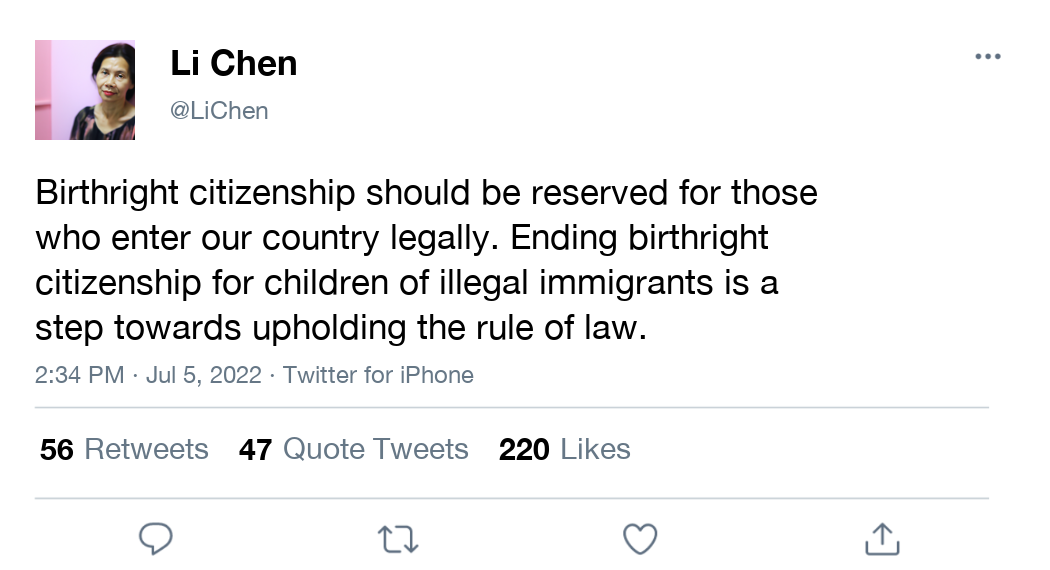 Li Chen
@LiChen
Birthright citizenship should be reserved for those
who enter our country legally. Ending birthright
citizenship for children of illegal immigrants is a
step towards upholding the rule of law.
2:34 PM · Jul 5, 2022 · Twitter for iPhone
56 Retweets 47 Quote Tweets 220 Likes